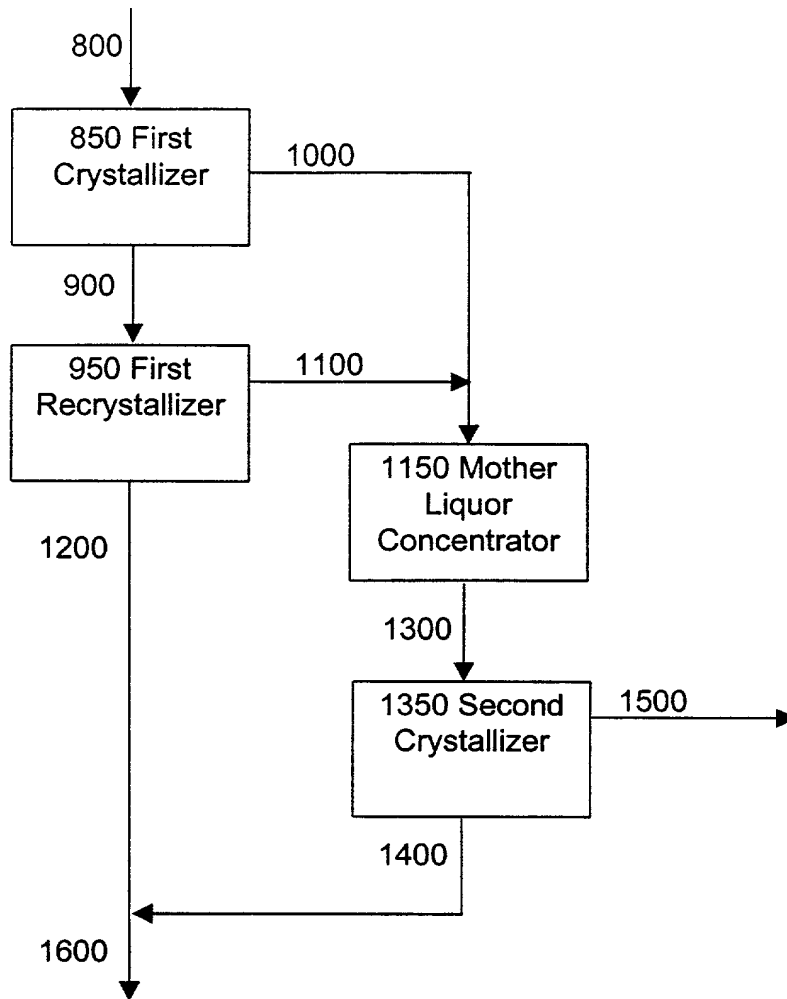 800
850 First
Crystallizer
1000
900
950 First
Recrystallizer
1100
1150 Mother
Liquor
Concentrator
1200
1300
1350 Second
Crystallizer
1500
1400
1600